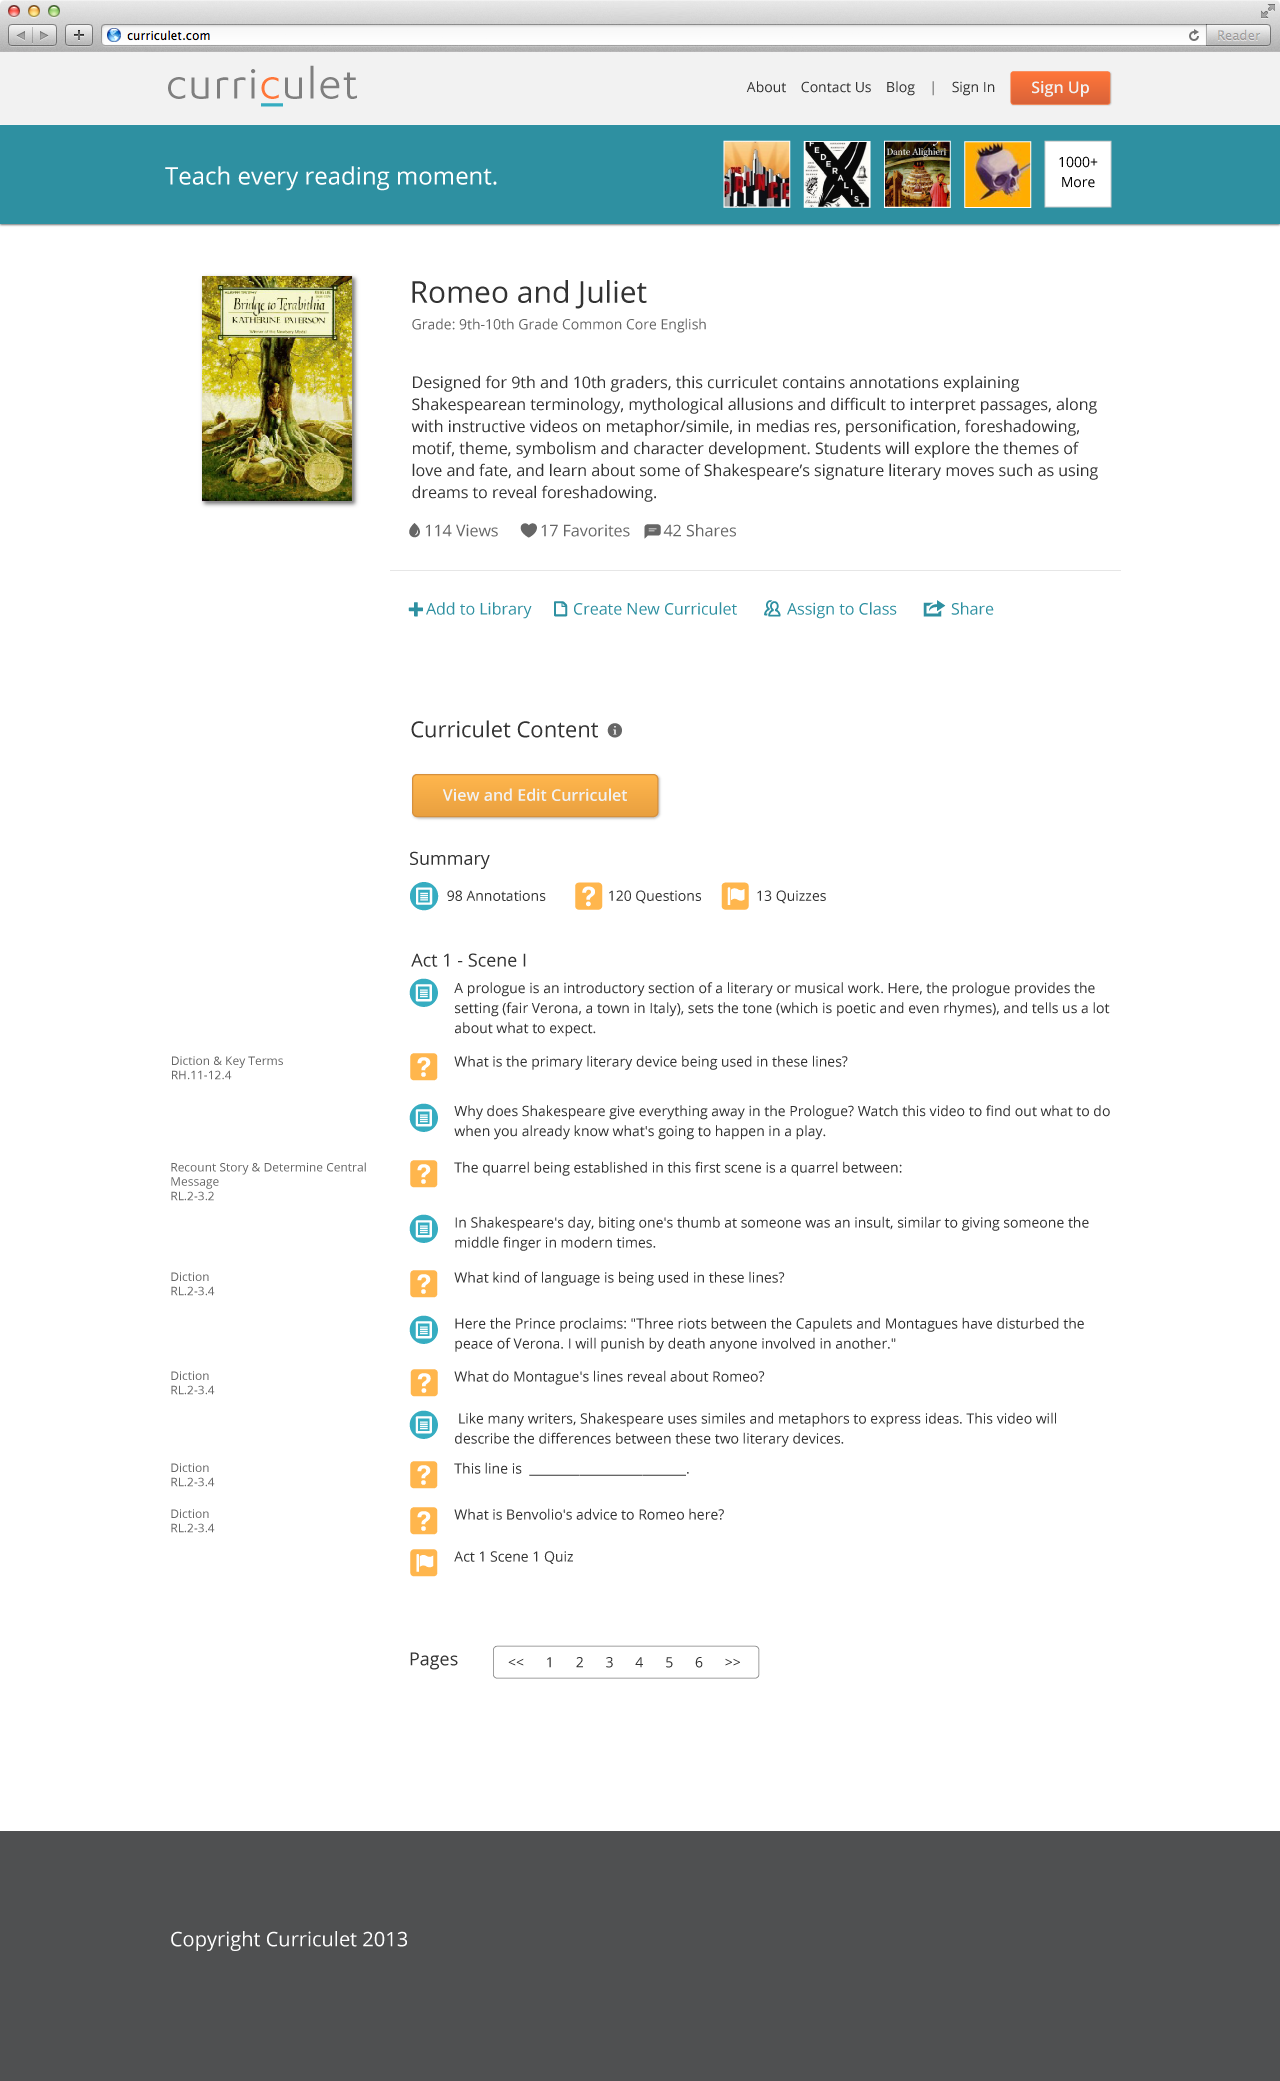 curriculet.com
Reader
curriculet
About Contact Us Blog | Sign In Sign Up
Teach every reading moment.
FEDERALIST
Dante Alighieri
1000+
More
Bridge to Terabithia
KATHERINE PATERSON
Romeo and Juliet
Grade: 9th-10th Grade Common Core English
Designed for 9th and 10th graders, this curriculet contains annotations explaining
Shakespearean terminology, mythological allusions and difficult to interpret passages, along
with instructive videos on metaphor/simile, in medias res, personification, foreshadowing,
motif, theme, symbolism and character development. Students will explore the themes of
love and fate, and learn about some of Shakespeare’s signature literary moves such as using
dreams to reveal foreshadowing.
114 Views 17 Favorites 42 Shares
Add to Library Create New Curriculet Assign to Class Share
Curriculet Content
View and Edit Curriculet
Summary
98 Annotations ? 120 Questions 13 Quizzes
Act 1 - Scene I
A prologue is an introductory section of a literary or musical work. Here, the prologue provides the
setting (fair Verona, a town in Italy), sets the tone (which is poetic and even rhymes), and tells us a lot
about what to expect.
Diction & Key Terms
RH.11-12.4
? What is the primary literary device being used in these lines?
Why does Shakespeare give everything away in the Prologue? Watch this video to find out what to do
when you already know what's going to happen in a play.
Recount Story & Determine Central
Message
RL.2-3.2
? The quarrel being established in this first scene is a quarrel between:
In Shakespeare's day, biting one's thumb at someone was an insult, similar to giving someone the
middle finger in modern times.
Diction
RL.2-3.4
? What kind of language is being used in these lines?
Here the Prince proclaims: "Three riots between the Capulets and Montagues have disturbed the
peace of Verona. I will punish by death anyone involved in another."
Diction
RL.2-3.4
? What do Montague's lines reveal about Romeo?
Like many writers, Shakespeare uses similes and metaphors to express ideas. This video will
describe the differences between these two literary devices.
Diction
RL.2-3.4
? This line is ______________________.
Diction
RL.2-3.4
? What is Benvolio's advice to Romeo here?
Act 1 Scene 1 Quiz
Pages << 1 2 3 4 5 6 >>
Copyright Curriculet 2013